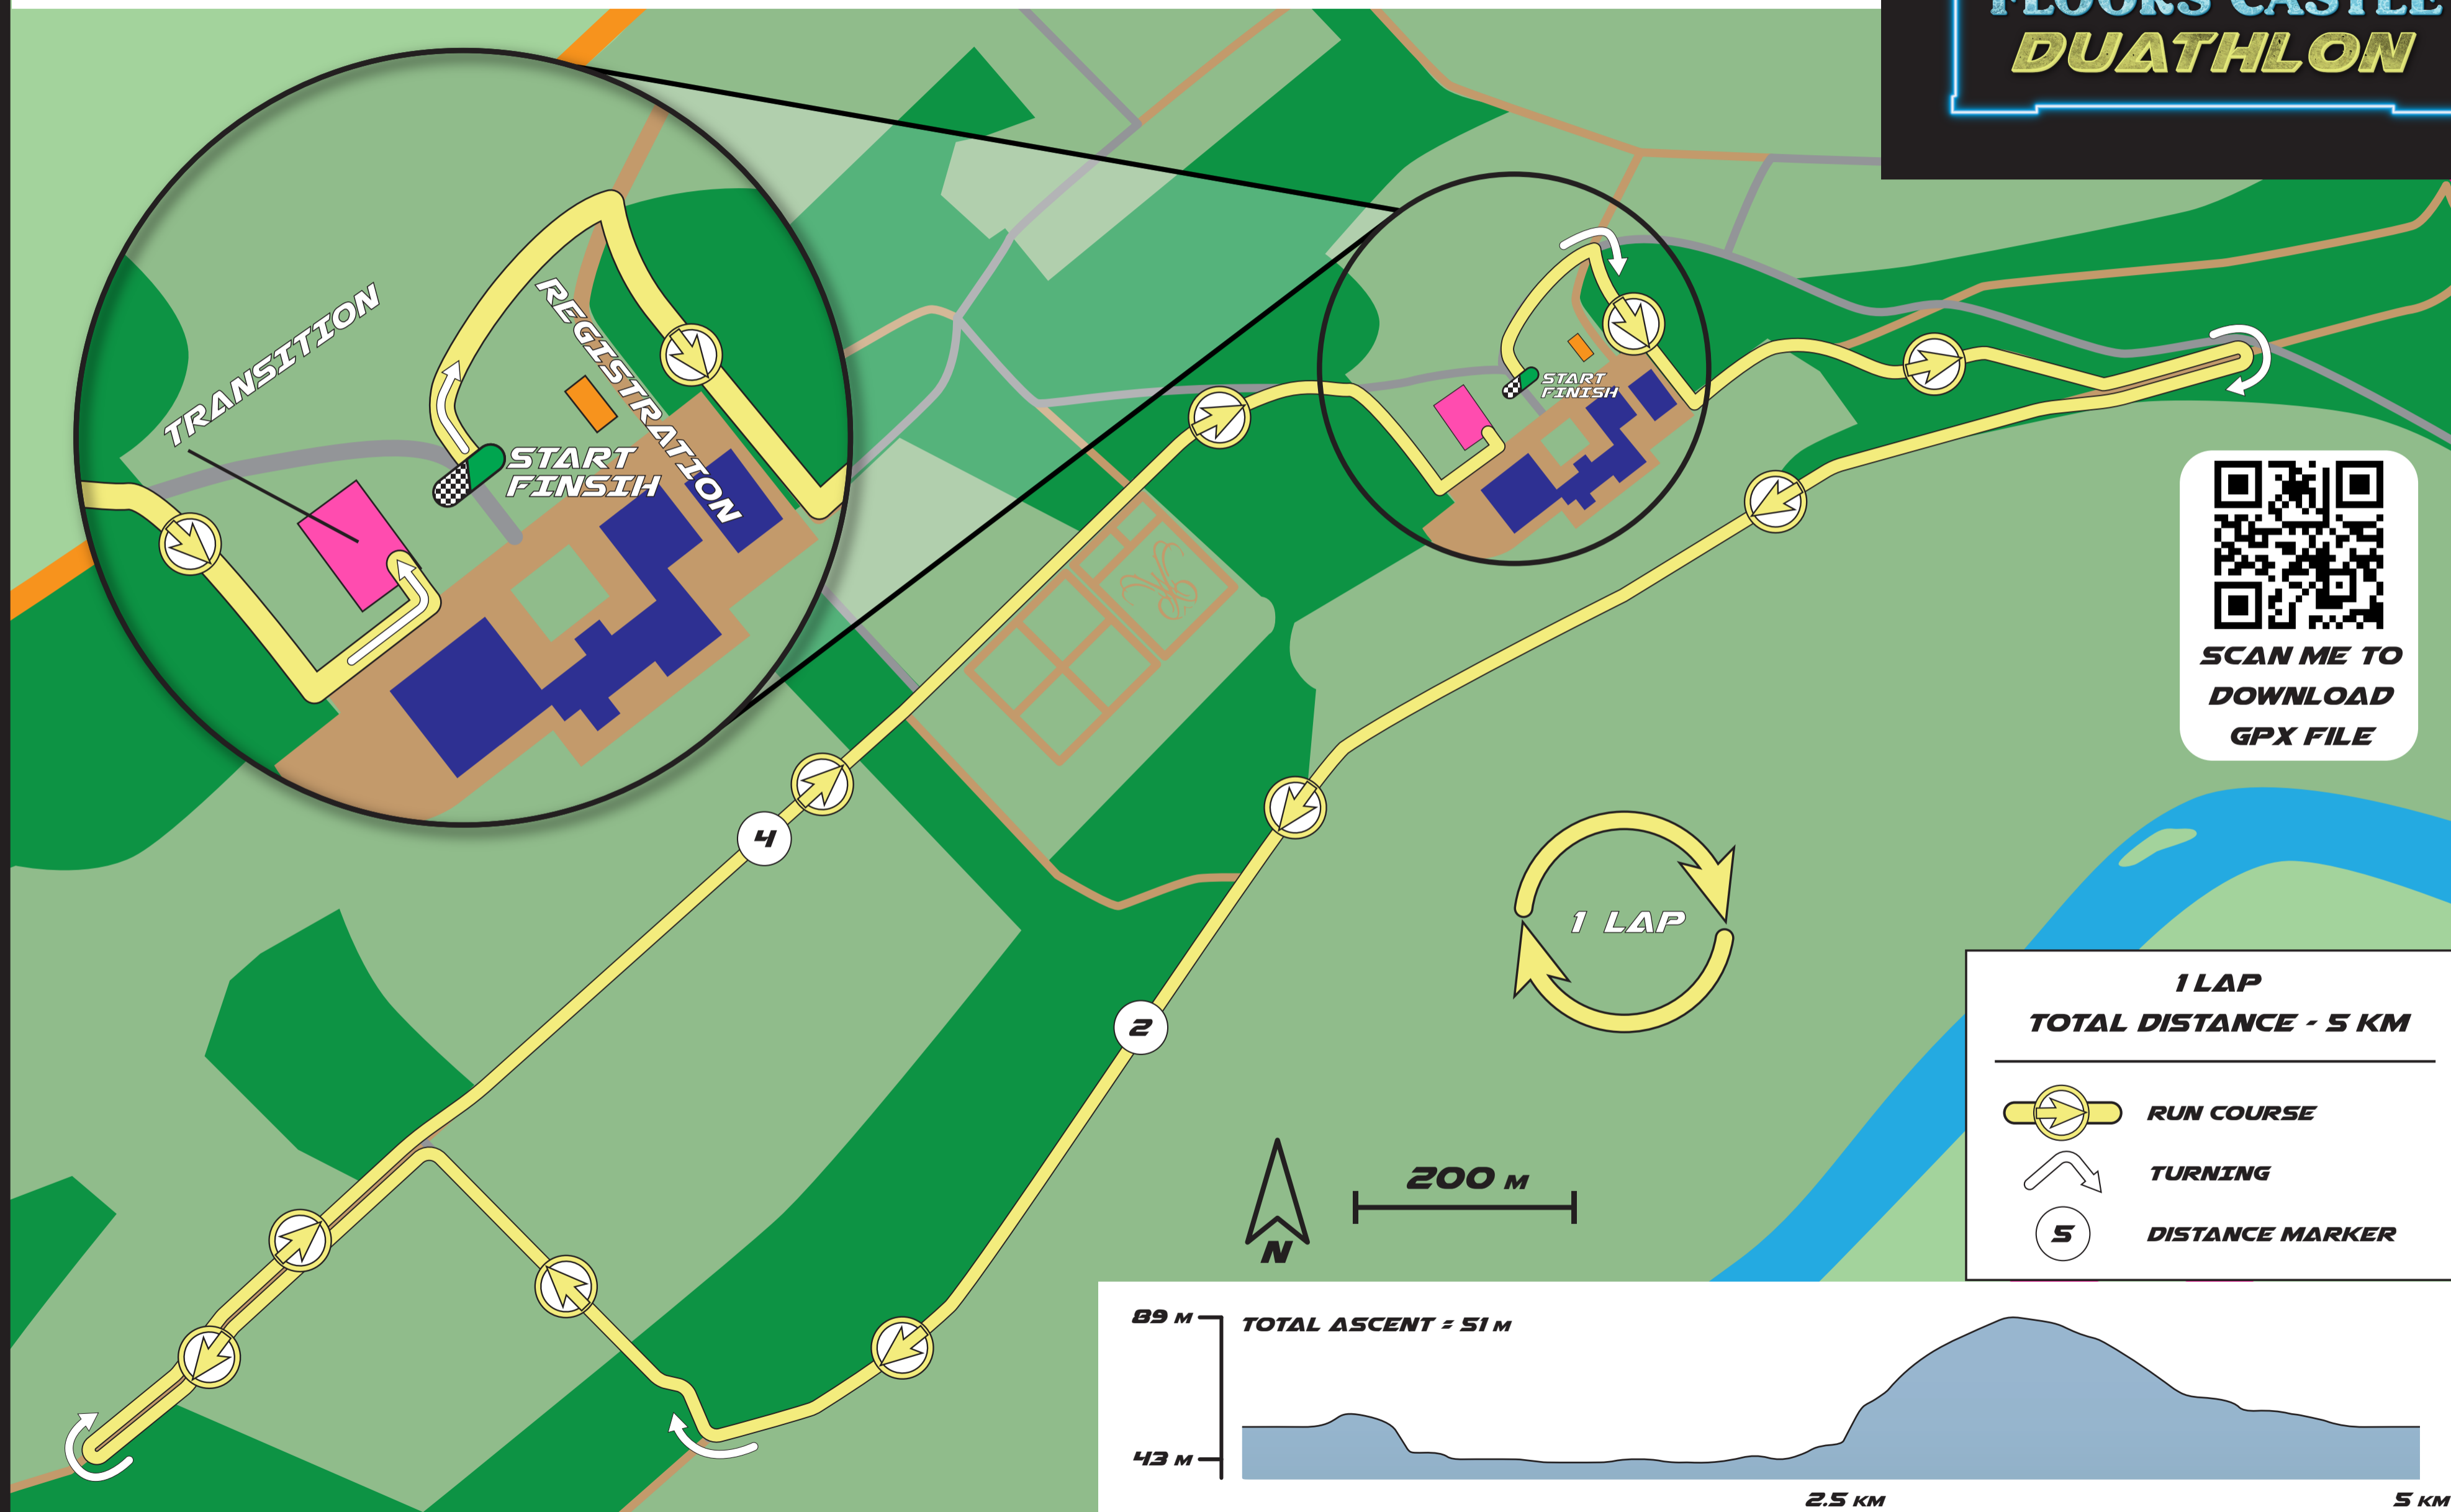 FLOORS CASTLE
DUATHLON
TRANSITION
REGISTRATION
START
FINSIH
START
FINISH
SCAN ME TO
DOWNLOAD
GPX FILE
4
2
1 LAP
1 LAP
TOTAL DISTANCE - 5 KM
RUN COURSE
TURNING
5 DISTANCE MARKER
200 M
N
89 M
TOTAL ASCENT = 51 M
43 M
2.5 KM
5 KM